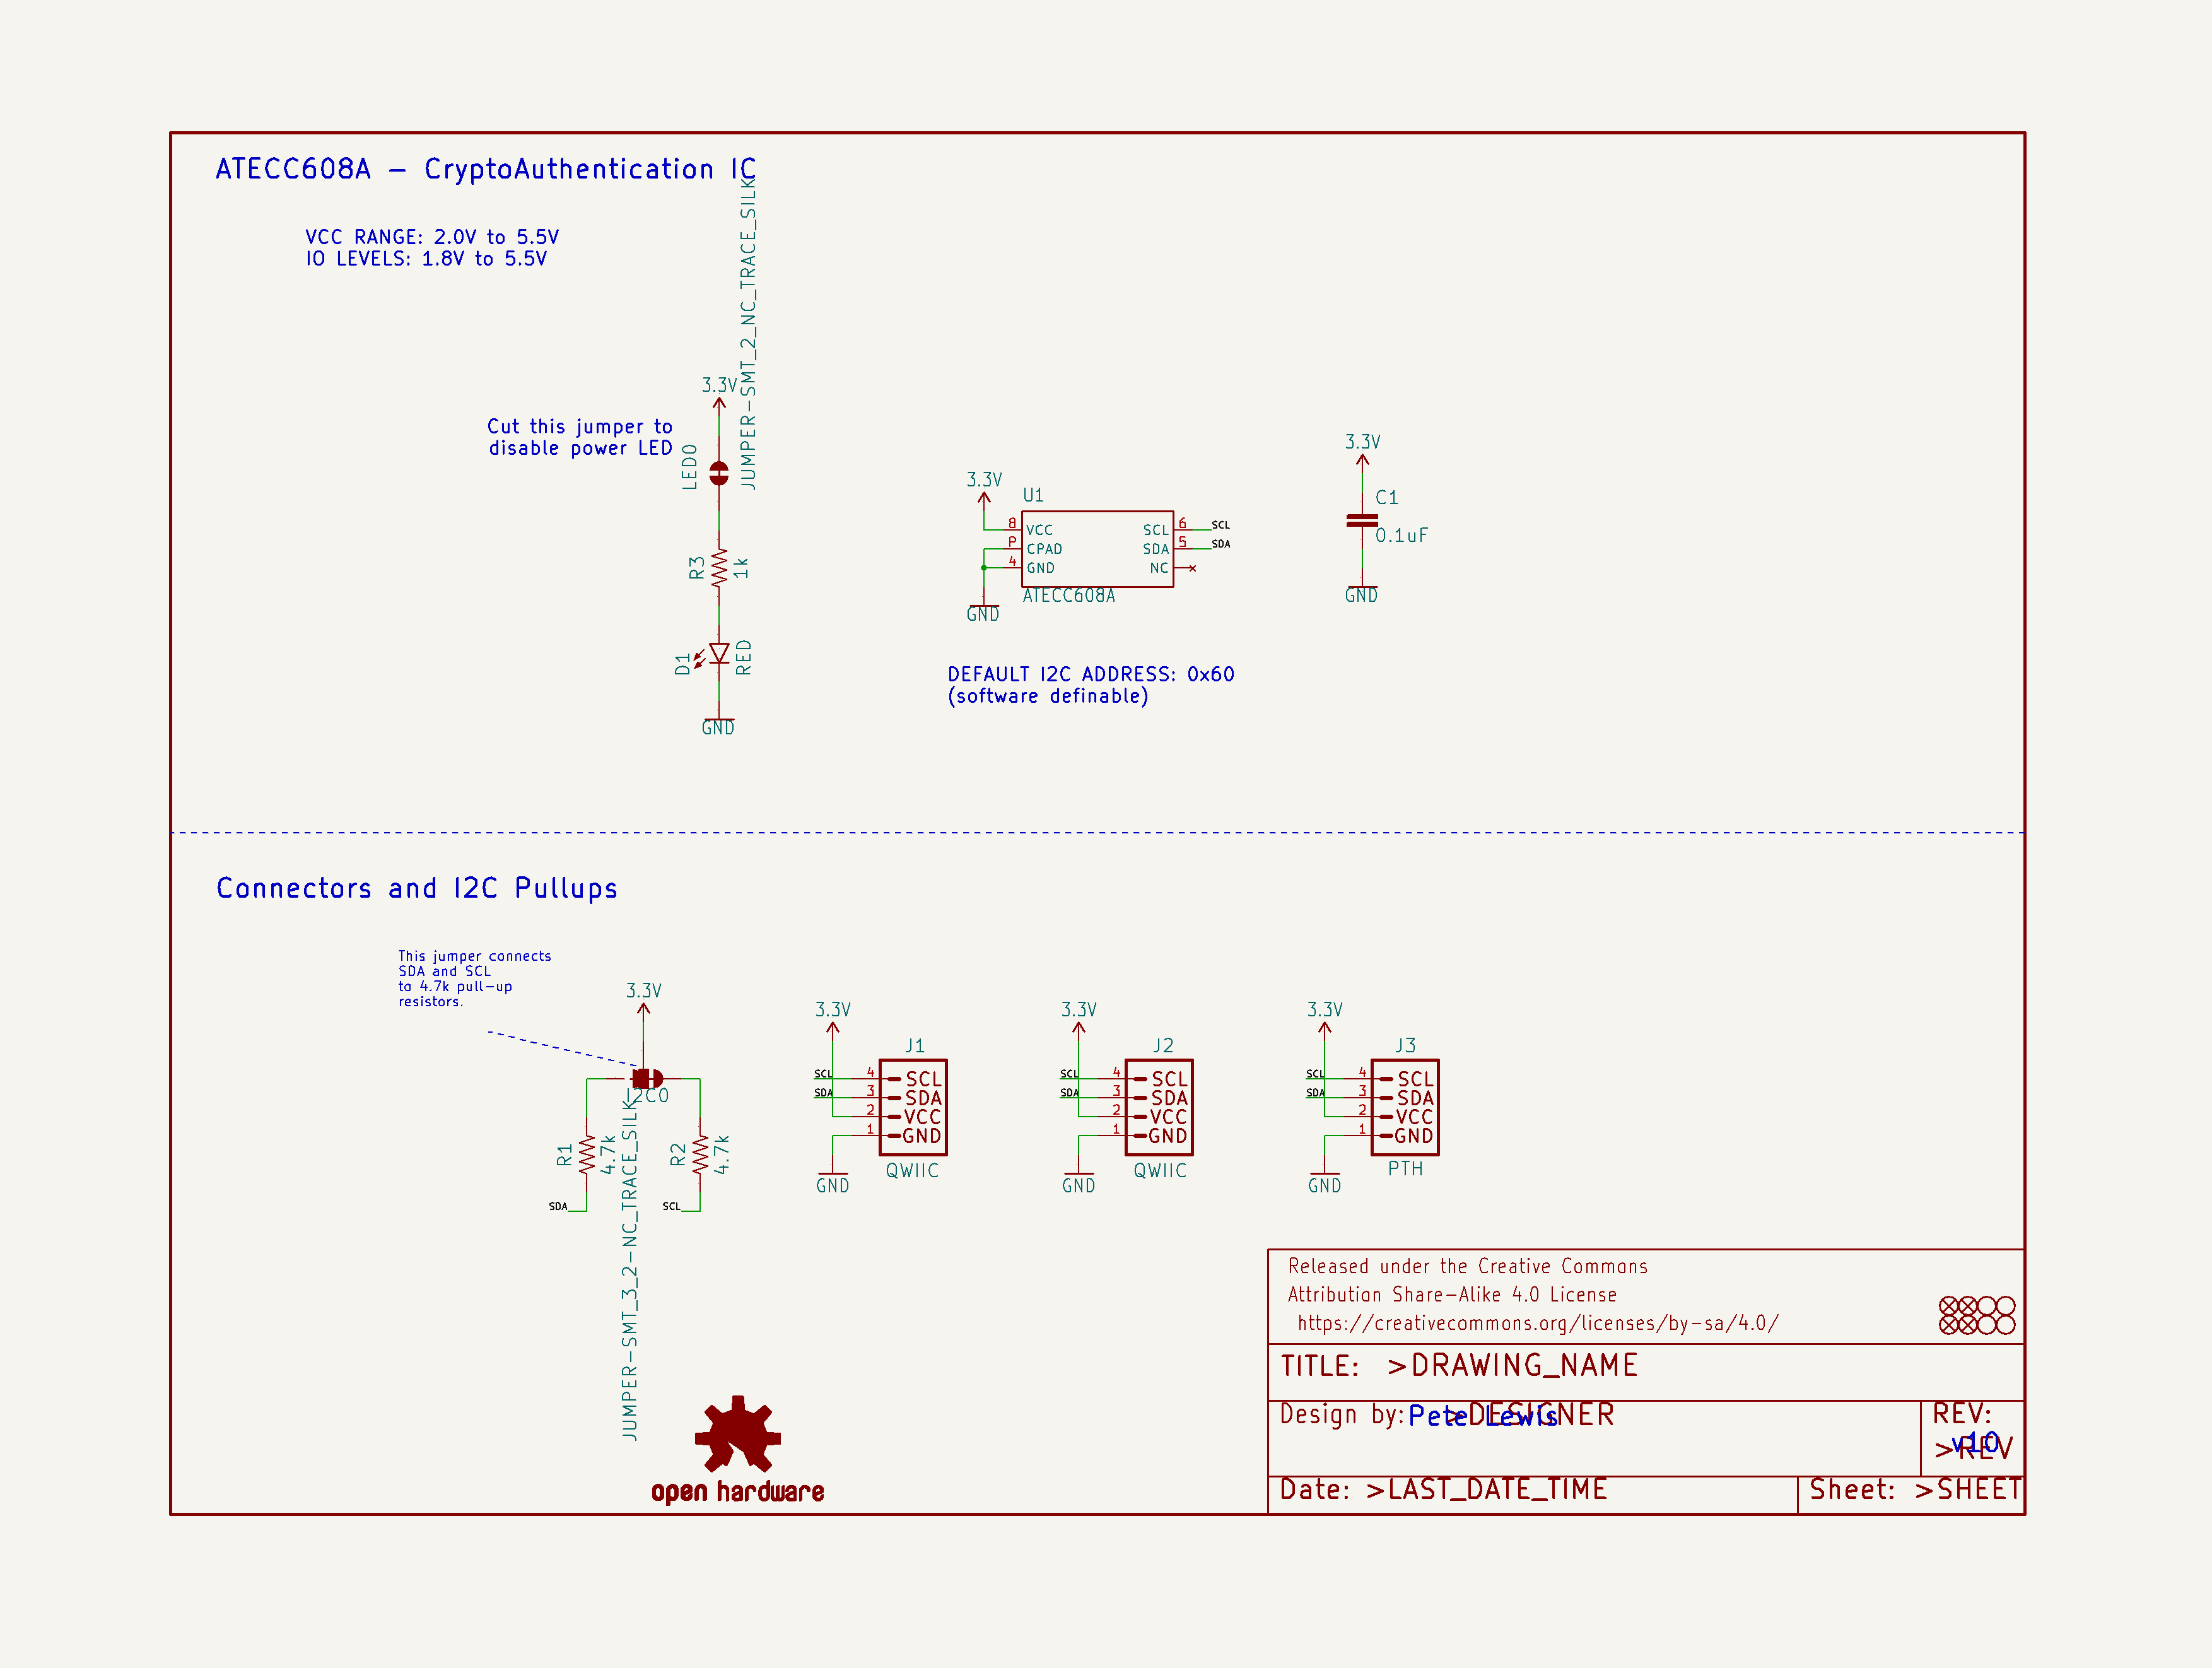 ATECC608A - CryptoAuthentication IC
VCC RANGE: 2.0V to 5.5V
IO LEVELS: 1.8V to 5.5V
JUMPER-SMT_2_NC_TRACE_SILK
3.3V
Cut this jumper to
disable power LED
LED0
R3
1k
D1
RED
GND
3.3V
U1
8
VCC
P
CPAD
4
GND
SCL
6
SCL
SDA
5
SDA
NC
ATECC608A
GND
3.3V
C1
0.1uF
GND
DEFAULT I2C ADDRESS: 0x60
(software definable)
Connectors and I2C Pullups
This jumper connects
SDA and SCL
to 4.7k pull-up
resistors.
3.3V
I2C0
JUMPER-SMT_3_2-NC_TRACE_SILK
R1
4.7k
R2
4.7k
SDA
SCL
3.3V
J1
SCL
4
SCL
SDA
3
SDA
2
VCC
1
GND
GND
QWIIC
3.3V
J2
SCL
4
SCL
SDA
3
SDA
2
VCC
1
GND
GND
QWIIC
3.3V
J3
SCL
4
SCL
SDA
3
SDA
2
VCC
1
GND
GND
PTH
open hardware
Released under the Creative Commons
Attribution Share-Alike 4.0 License
https://creativecommons.org/licenses/by-sa/4.0/
TITLE: >DRAWING_NAME
Design by: >DESIGNER
Pete Lewis
REV:
>REV
v10
Date: >LAST_DATE_TIME
Sheet: >SHEET